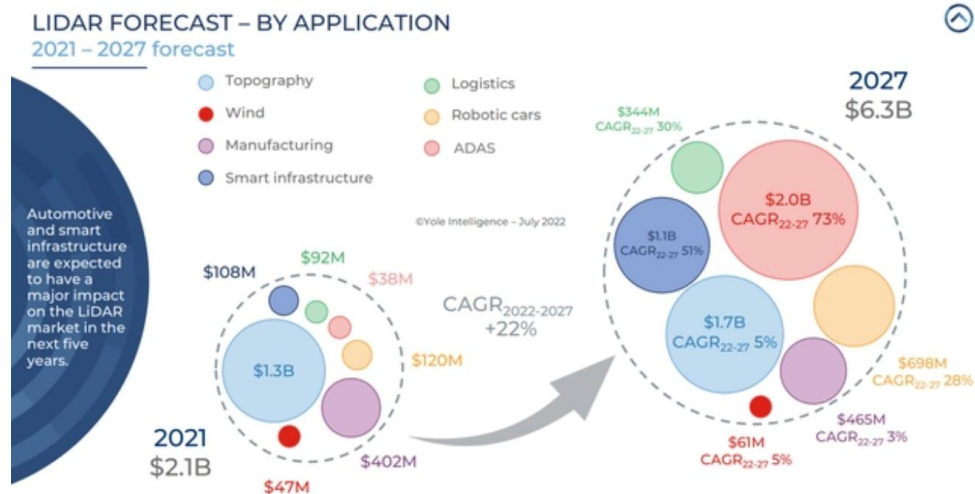 LIDAR FORECAST – BY APPLICATION
2021 – 2027 forecast
Topography
Wind
Manufacturing
Smart infrastructure
Logistics
Robotic cars
ADAS
Automotive
and smart
infrastructure
are expected
to have a
major impact
on the LiDAR
market in the
next five
years.
©Yole Intelligence – July 2022
2021
$2.1B
$108M
$92M
$38M
$1.3B
$120M
$402M
$47M
CAGR2022-2027
+22%
2027
$6.3B
$344M
CAGR22-27 30%
$2.0B
CAGR22-27 73%
$1.1B
CAGR22-27 51%
$1.7B
CAGR22-27 5%
$698M
CAGR22-27 28%
$465M
CAGR22-27 3%
$61M
CAGR22-27 5%